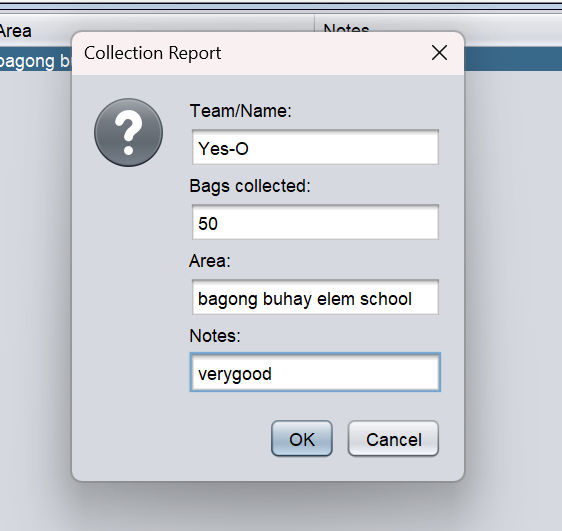 Area
Notes
bagong
Collection Report
Team/Name:
Yes-O
Bags collected:
50
Area:
bagong buhay elem school
Notes:
verygood
OK
Cancel